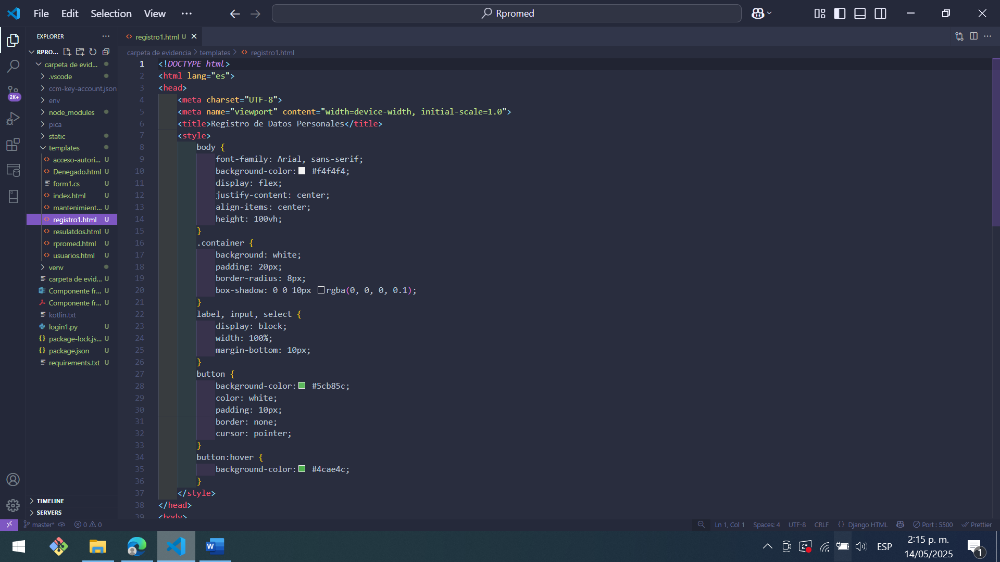 File Edit Selection View
Rpromed
EXPLORER
registro1.html U
RPRO...
carpeta de evidencia > templates > registro1.html
carpeta de evid...
.vscode
ccm-key-account.json
env
node_modules
pica
static
templates
acceso-autori... U
Denegado.html U
form1.cs U
index.html U
mantenimient... U
registro1.html U
resulatdos.html U
rpromed.html U
usuarios.html U
venv
carpeta de evid... U
Componente fr... U
Componente fr... U
kotlin.txt
login1.py U
package-lock.js... U
package.json U
requirements.txt U
TIMELINE
SERVERS
2K+
1 <!DOCTYPE html>
2 <html lang="es">
3 <head>
4 <meta charset="UTF-8">
5 <meta name="viewport" content="width=device-width, initial-scale=1.0">
6 <title>Registro de Datos Personales</title>
7 <style>
8 body {
9 font-family: Arial, sans-serif;
10 background-color: #f4f4f4;
11 display: flex;
12 justify-content: center;
13 align-items: center;
14 height: 100vh;
15 }
16 .container {
17 background: white;
18 padding: 20px;
19 border-radius: 8px;
20 box-shadow: 0 0 10px rgba(0, 0, 0, 0.1);
21 }
22 label, input, select {
23 display: block;
24 width: 100%;
25 margin-bottom: 10px;
26 }
27 button {
28 background-color: #5cb85c;
29 color: white;
30 padding: 10px;
31 border: none;
32 cursor: pointer;
33 }
34 button:hover {
35 background-color: #4cae4c;
36 }
37 </style>
38 </head>
39 <body>
master* 0 0 Ln 1, Col 1 Spaces: 4 UTF-8 CRLF {} Django HTML Port : 5500 Prettier
ESP
2:15 p. m.
14/05/2025
1